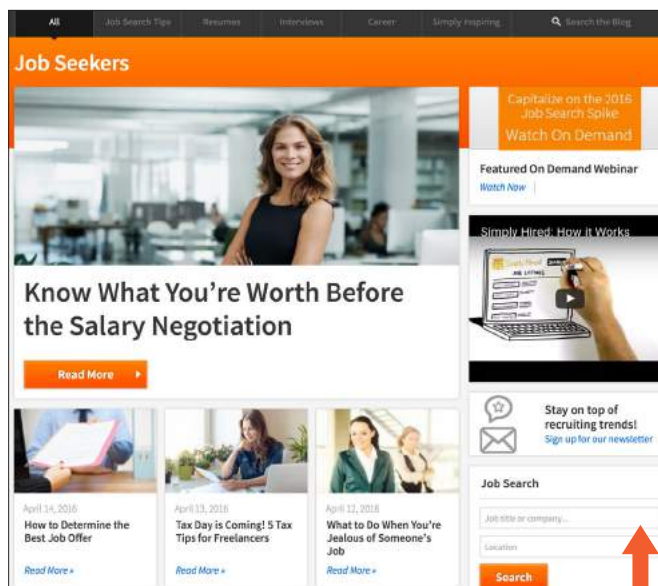 All Job Search Tips Resumes Interviews Career Simply Inspiring Search the Blog
Job Seekers
Know What You're Worth Before
the Salary Negotiation
Read More
April 14, 2016
How to Determine the
Best Job Offer
Read More »
April 13, 2016
Tax Day is Coming! 5 Tax
Tips for Freelancers
Read More »
April 12, 2016
What to Do When You're
Jealous of Someone's
Job
Read More »
Capitalize on the 2016
Job Search Spike
Watch On Demand
Featured On Demand Webinar
Watch Now
Simply Hired: How it Works
Simply Hired
JOB LISTINGS
Stay on top of
recruiting trends!
Sign up for our newsletter
Job Search
Job title or company...
Location
Search